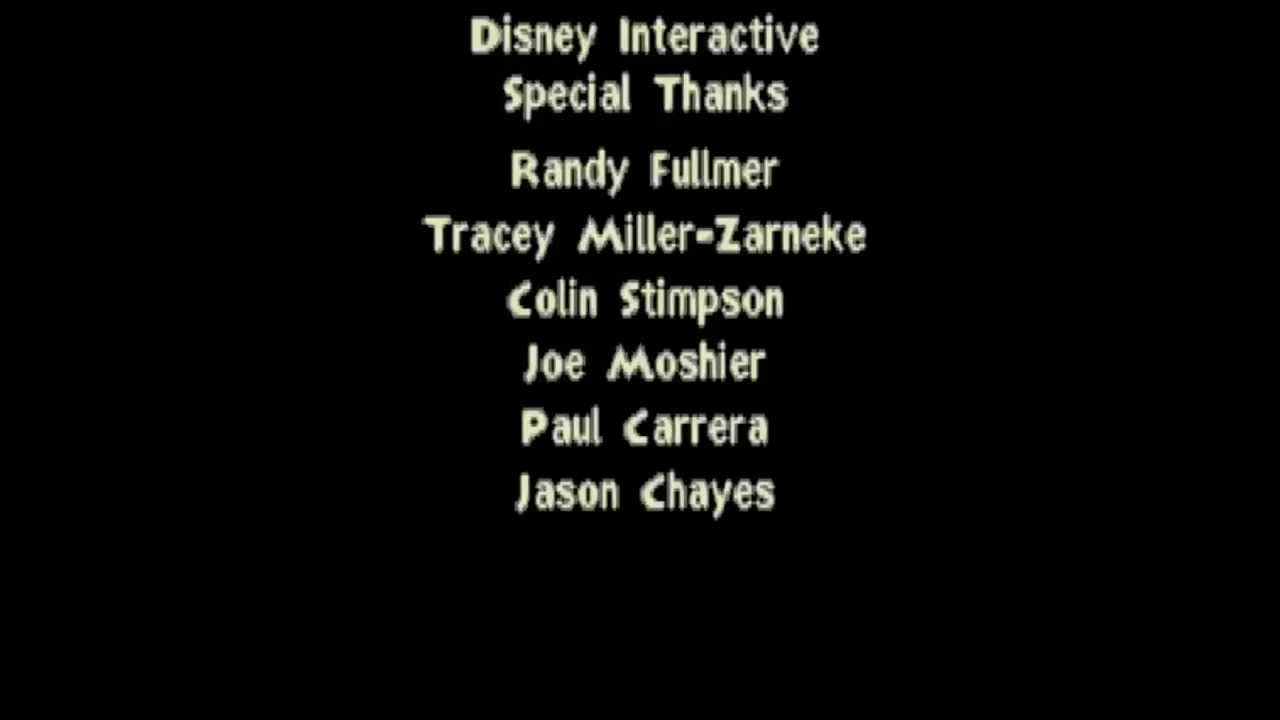 Disney Interactive
Special Thanks
Randy Fullmer
Tracey Miller-Zarneke
Colin Stimpson
Joe Moshier
Paul Carrera
Jason Chayes